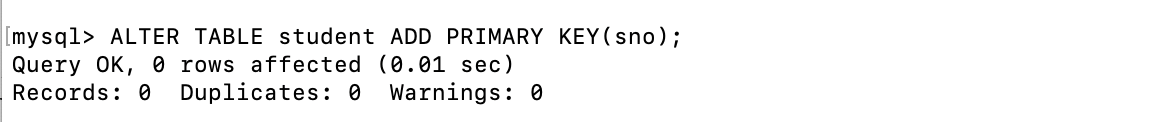 [mysql> ALTER TABLE student ADD PRIMARY KEY(sno);
Query OK, 0 rows affected (0.01 sec)
Records: 0  Duplicates: 0  Warnings: 0